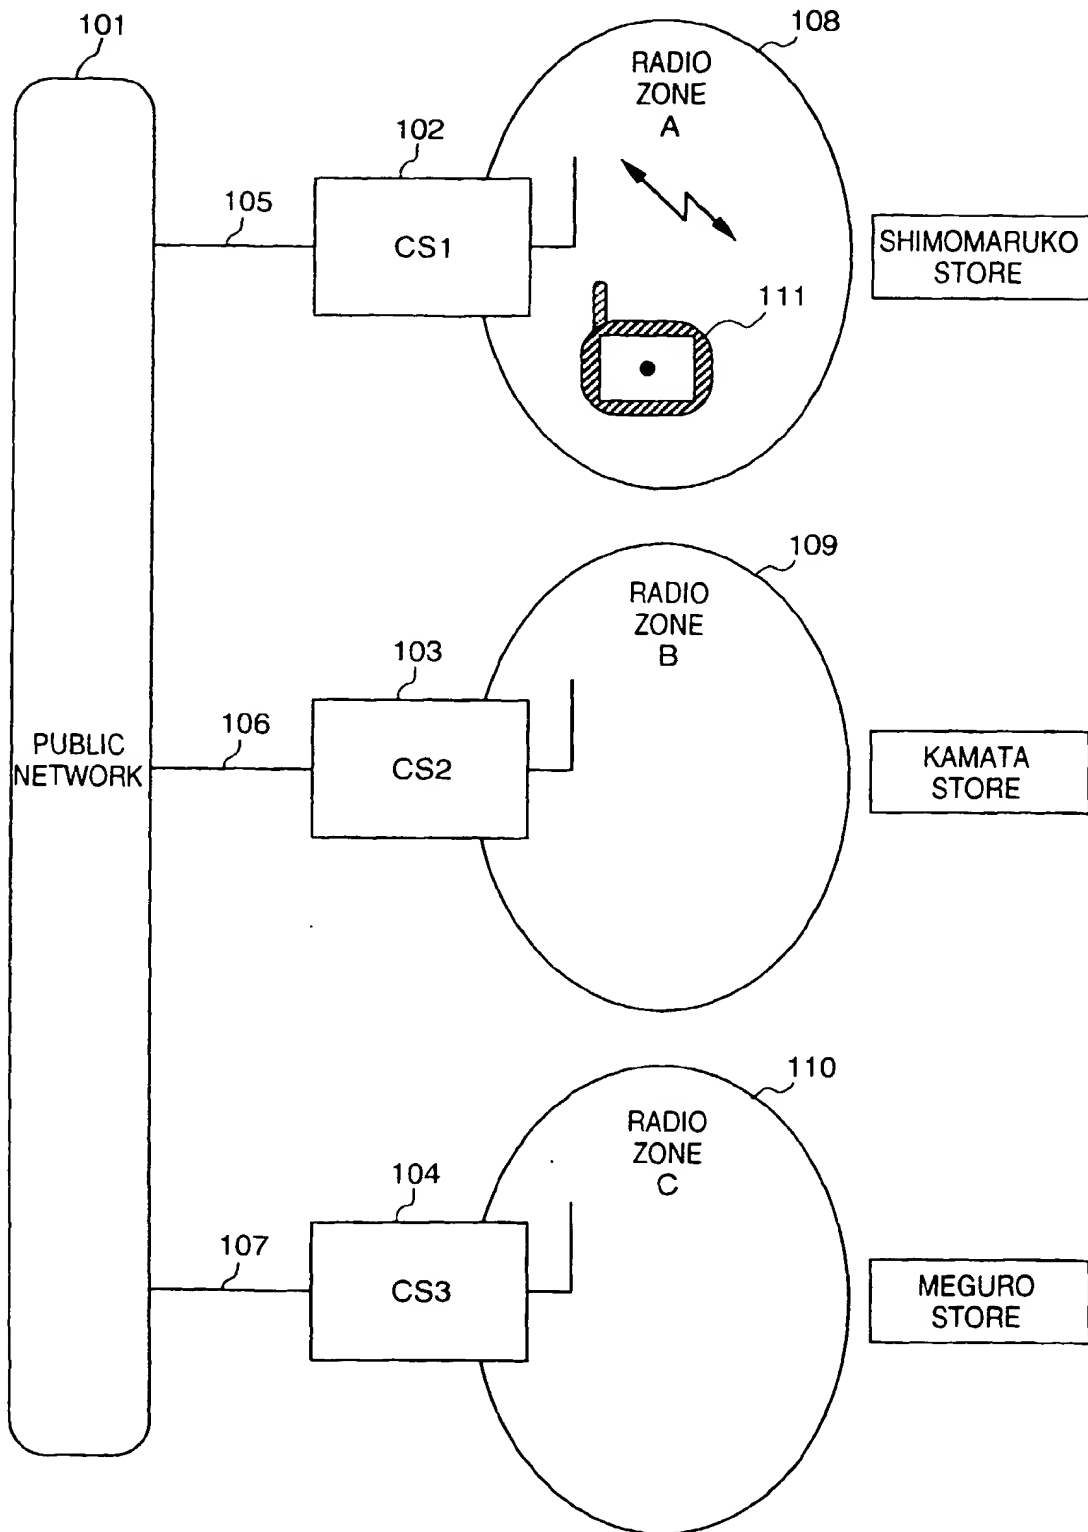 101
108
RADIO
ZONE
A
102
105
CS1
SHIMOMARUKO
STORE
111
109
RADIO
ZONE
B
103
106
PUBLIC
NETWORK
CS2
KAMATA
STORE
110
RADIO
ZONE
C
104
107
CS3
MEGURO
STORE